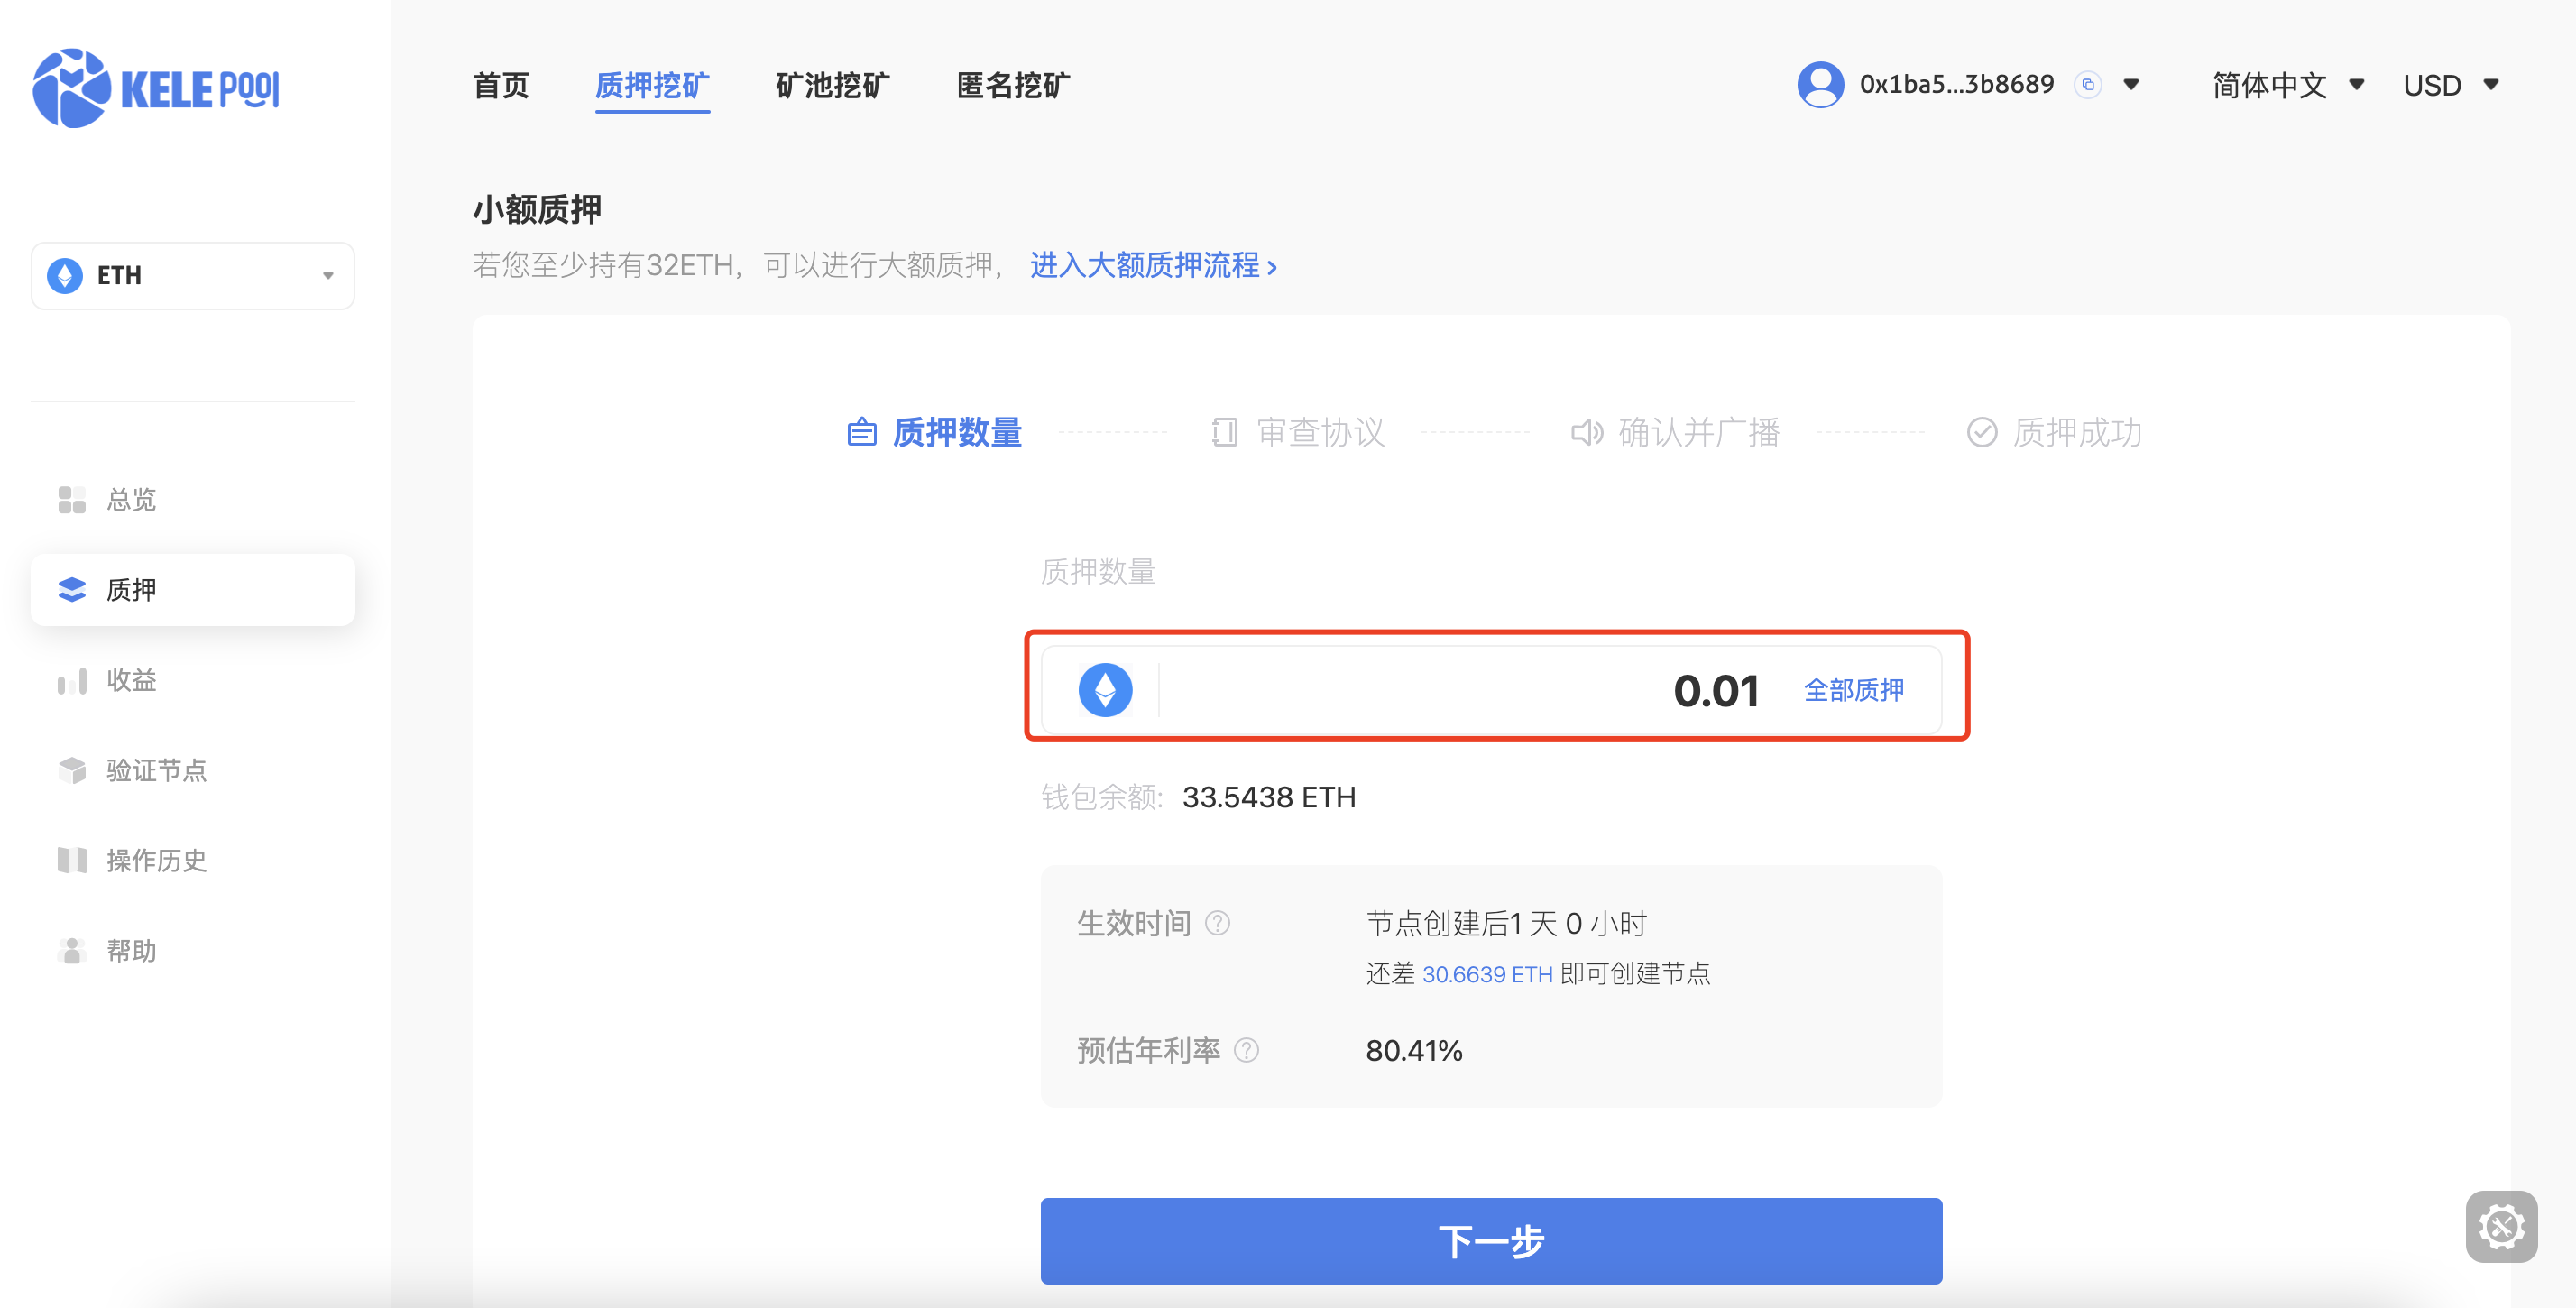 KELE POOL
首页 质押挖矿 矿池挖矿 匿名挖矿
0x1ba5...3b8689 简体中文 USD
ETH
小额质押
若您至少持有32ETH，可以进行大额质押， 进入大额质押流程 ›
质押数量 审查协议 确认并广播 质押成功
总览
质押
收益
验证节点
操作历史
帮助
质押数量
0.01 全部质押
钱包余额: 33.5438 ETH
生效时间 ? 节点创建后1 天 0 小时
还差 30.6639 ETH 即可创建节点
预估年利率 ? 80.41%
下一步